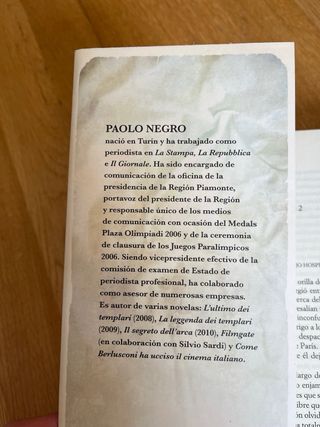 PAOLO NEGRO
nació en Turín y ha trabajado como
periodista en La Stampa, La Repubblica
e Il Giornale. Ha sido encargado de
comunicación de la oficina de la
presidencia de la Región Piamonte,
portavoz del presidente de la Región
y responsable único de los medios
de comunicación con ocasión del Medals
Plaza Olimpiadi 2006 y de la ceremonia
de clausura de los Juegos Paralímpicos
2006. Siendo vicepresidente efectivo de la
comisión de examen de Estado de
periodista profesional, ha colaborado
como asesor de numerosas empresas.
Es autor de varias novelas: L'ultimo dei
templari (2008), La leggenda dei templari
(2009), Il segreto dell'arca (2010), Filmgate
(en colaboración con Silvio Sardi) y Come
Berlusconi ha ucciso il cinema italiano.
2